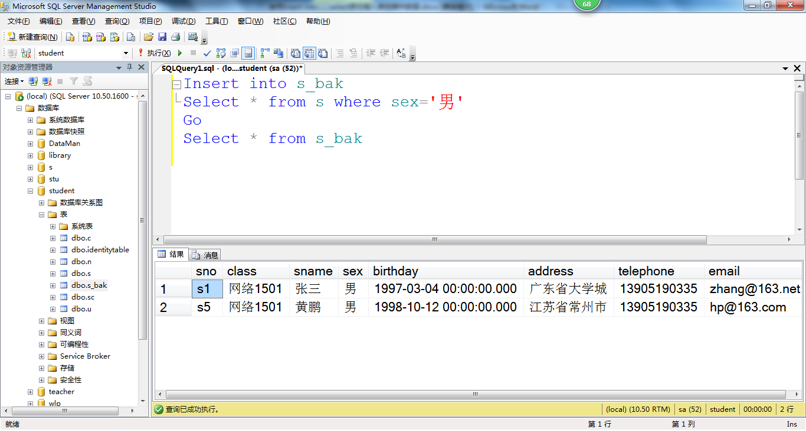 Microsoft SQL Server Management Studio
68
文件(F) 编辑(E) 查看(V) 查询(Q) 项目(P) 调试(D) 工具(T) 窗口(W) 社区(C) 帮助(H)
新建查询(N)
student 执行(X)
对象资源管理器
连接
(local) (SQL Server 10.50.1600 - s
数据库
系统数据库
数据库快照
DataMan
library
s
stu
student
数据库关系图
表
系统表
dbo.c
dbo.identitytable
dbo.n
dbo.s
dbo.s_bak
dbo.sc
dbo.u
视图
同义词
可编程性
Service Broker
存储
安全性
teacher
wlp
SQLQuery1.sql - (lo...student (sa (52))*
Insert into s_bak
Select * from s where sex='男'
Go
Select * from s_bak
结果 消息
sno class sname sex birthday address telephone email
1 s1 网络1501 张三 男 1997-03-04 00:00:00.000 广东省大学城 13905190335 zhang@163.net
2 s5 网络1501 黄鹏 男 1998-10-12 00:00:00.000 江苏省常州市 13905190335 hp@163.com
查询已成功执行。 (local) (10.50 RTM) sa (52) student 00:00:00 2 行
就绪 第 1 行 第 1 列 Ins